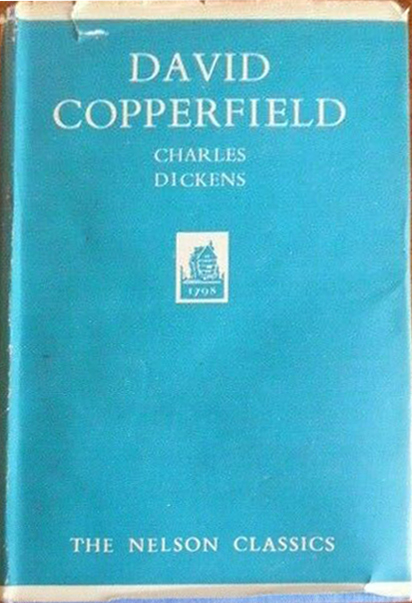 DAVID
COPPERFIELD
CHARLES
DICKENS
1798
THE NELSON CLASSICS